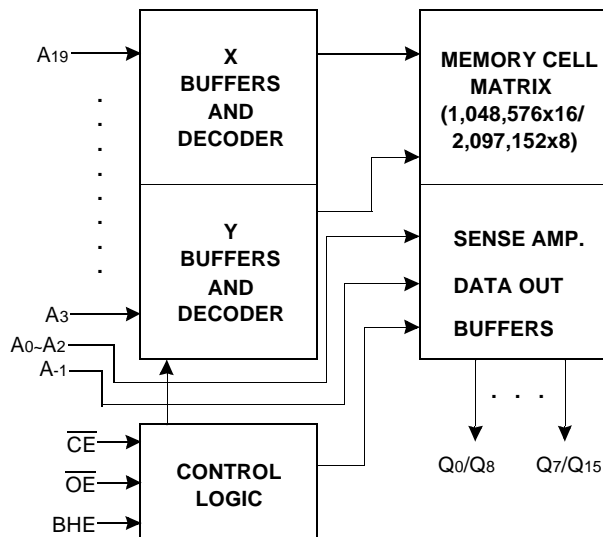 A19
X
BUFFERS
AND
DECODER
MEMORY CELL
MATRIX
(1,048,576x16/
2,097,152x8)
Y
BUFFERS
AND
DECODER
SENSE AMP.
DATA OUT
BUFFERS
A3
A0~A2
A-1
CE
OE
BHE
CONTROL
LOGIC
. . .
Q0/Q8
Q7/Q15